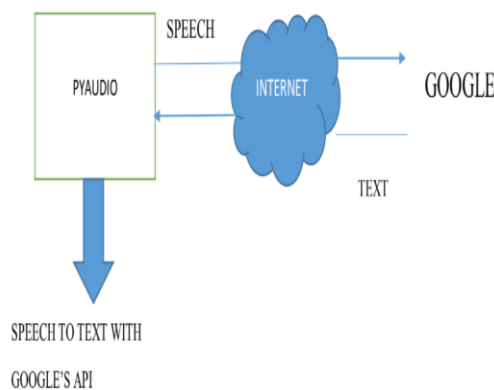 SPEECH
PYAUDIO
INTERNET
GOOGLE
TEXT
SPEECH TO TEXT WITH
GOOGLE'S API